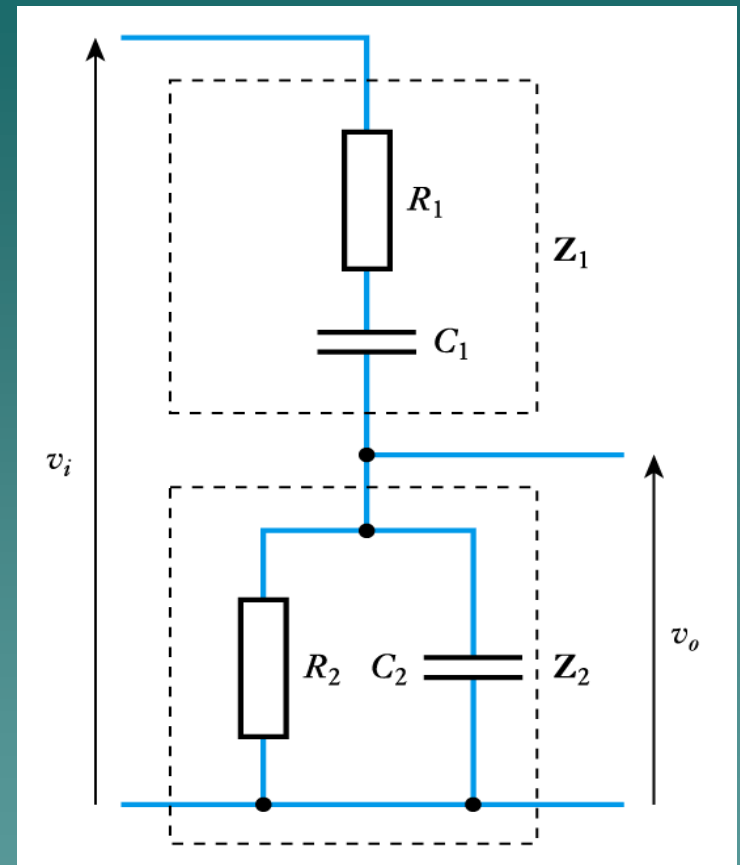 R₁
Z₁
C₁
vᵢ
vₒ
R₂ C₂ Z₂